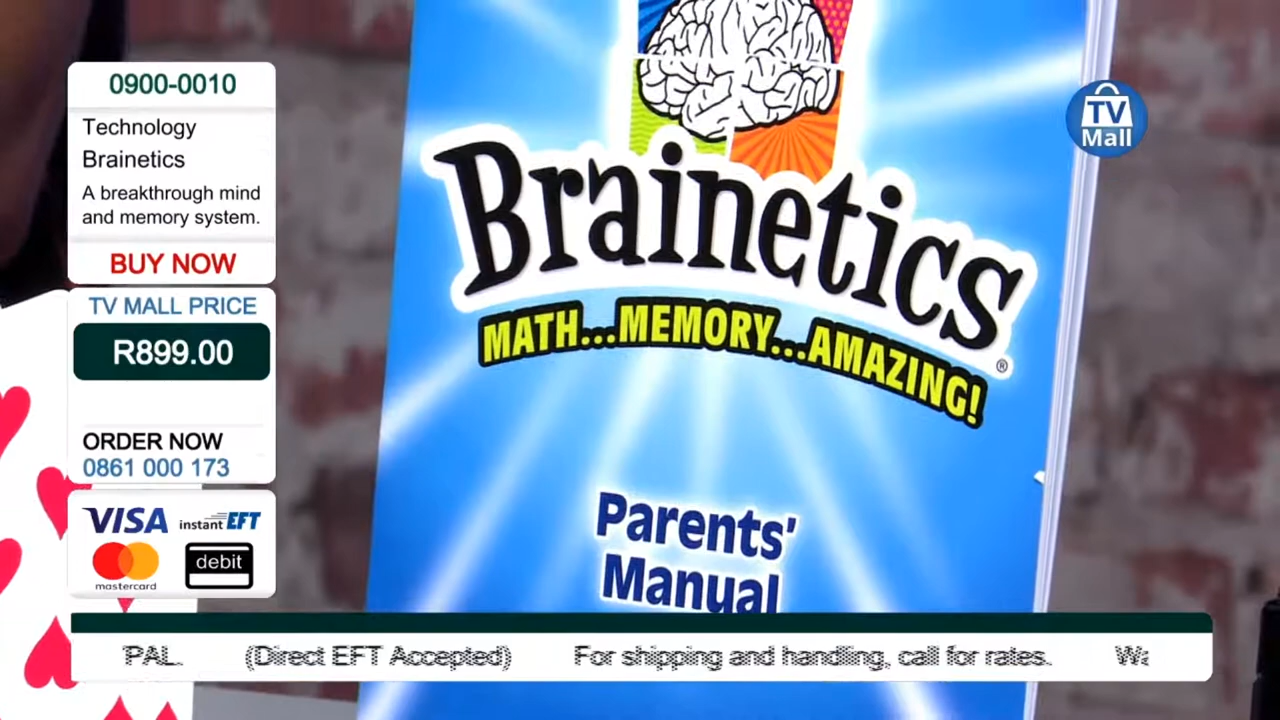 0900-0010
Technology
Brainetics
A breakthrough mind
and memory system.
BUY NOW
TV MALL PRICE
R899.00
ORDER NOW
0861 000 173
VISA instant EFT
mastercard debit
Brainetics®
MATH...MEMORY...AMAZING!
Parents'
Manual
TV
Mall
PAL. (Direct EFT Accepted) For shipping and handling, call for rates.